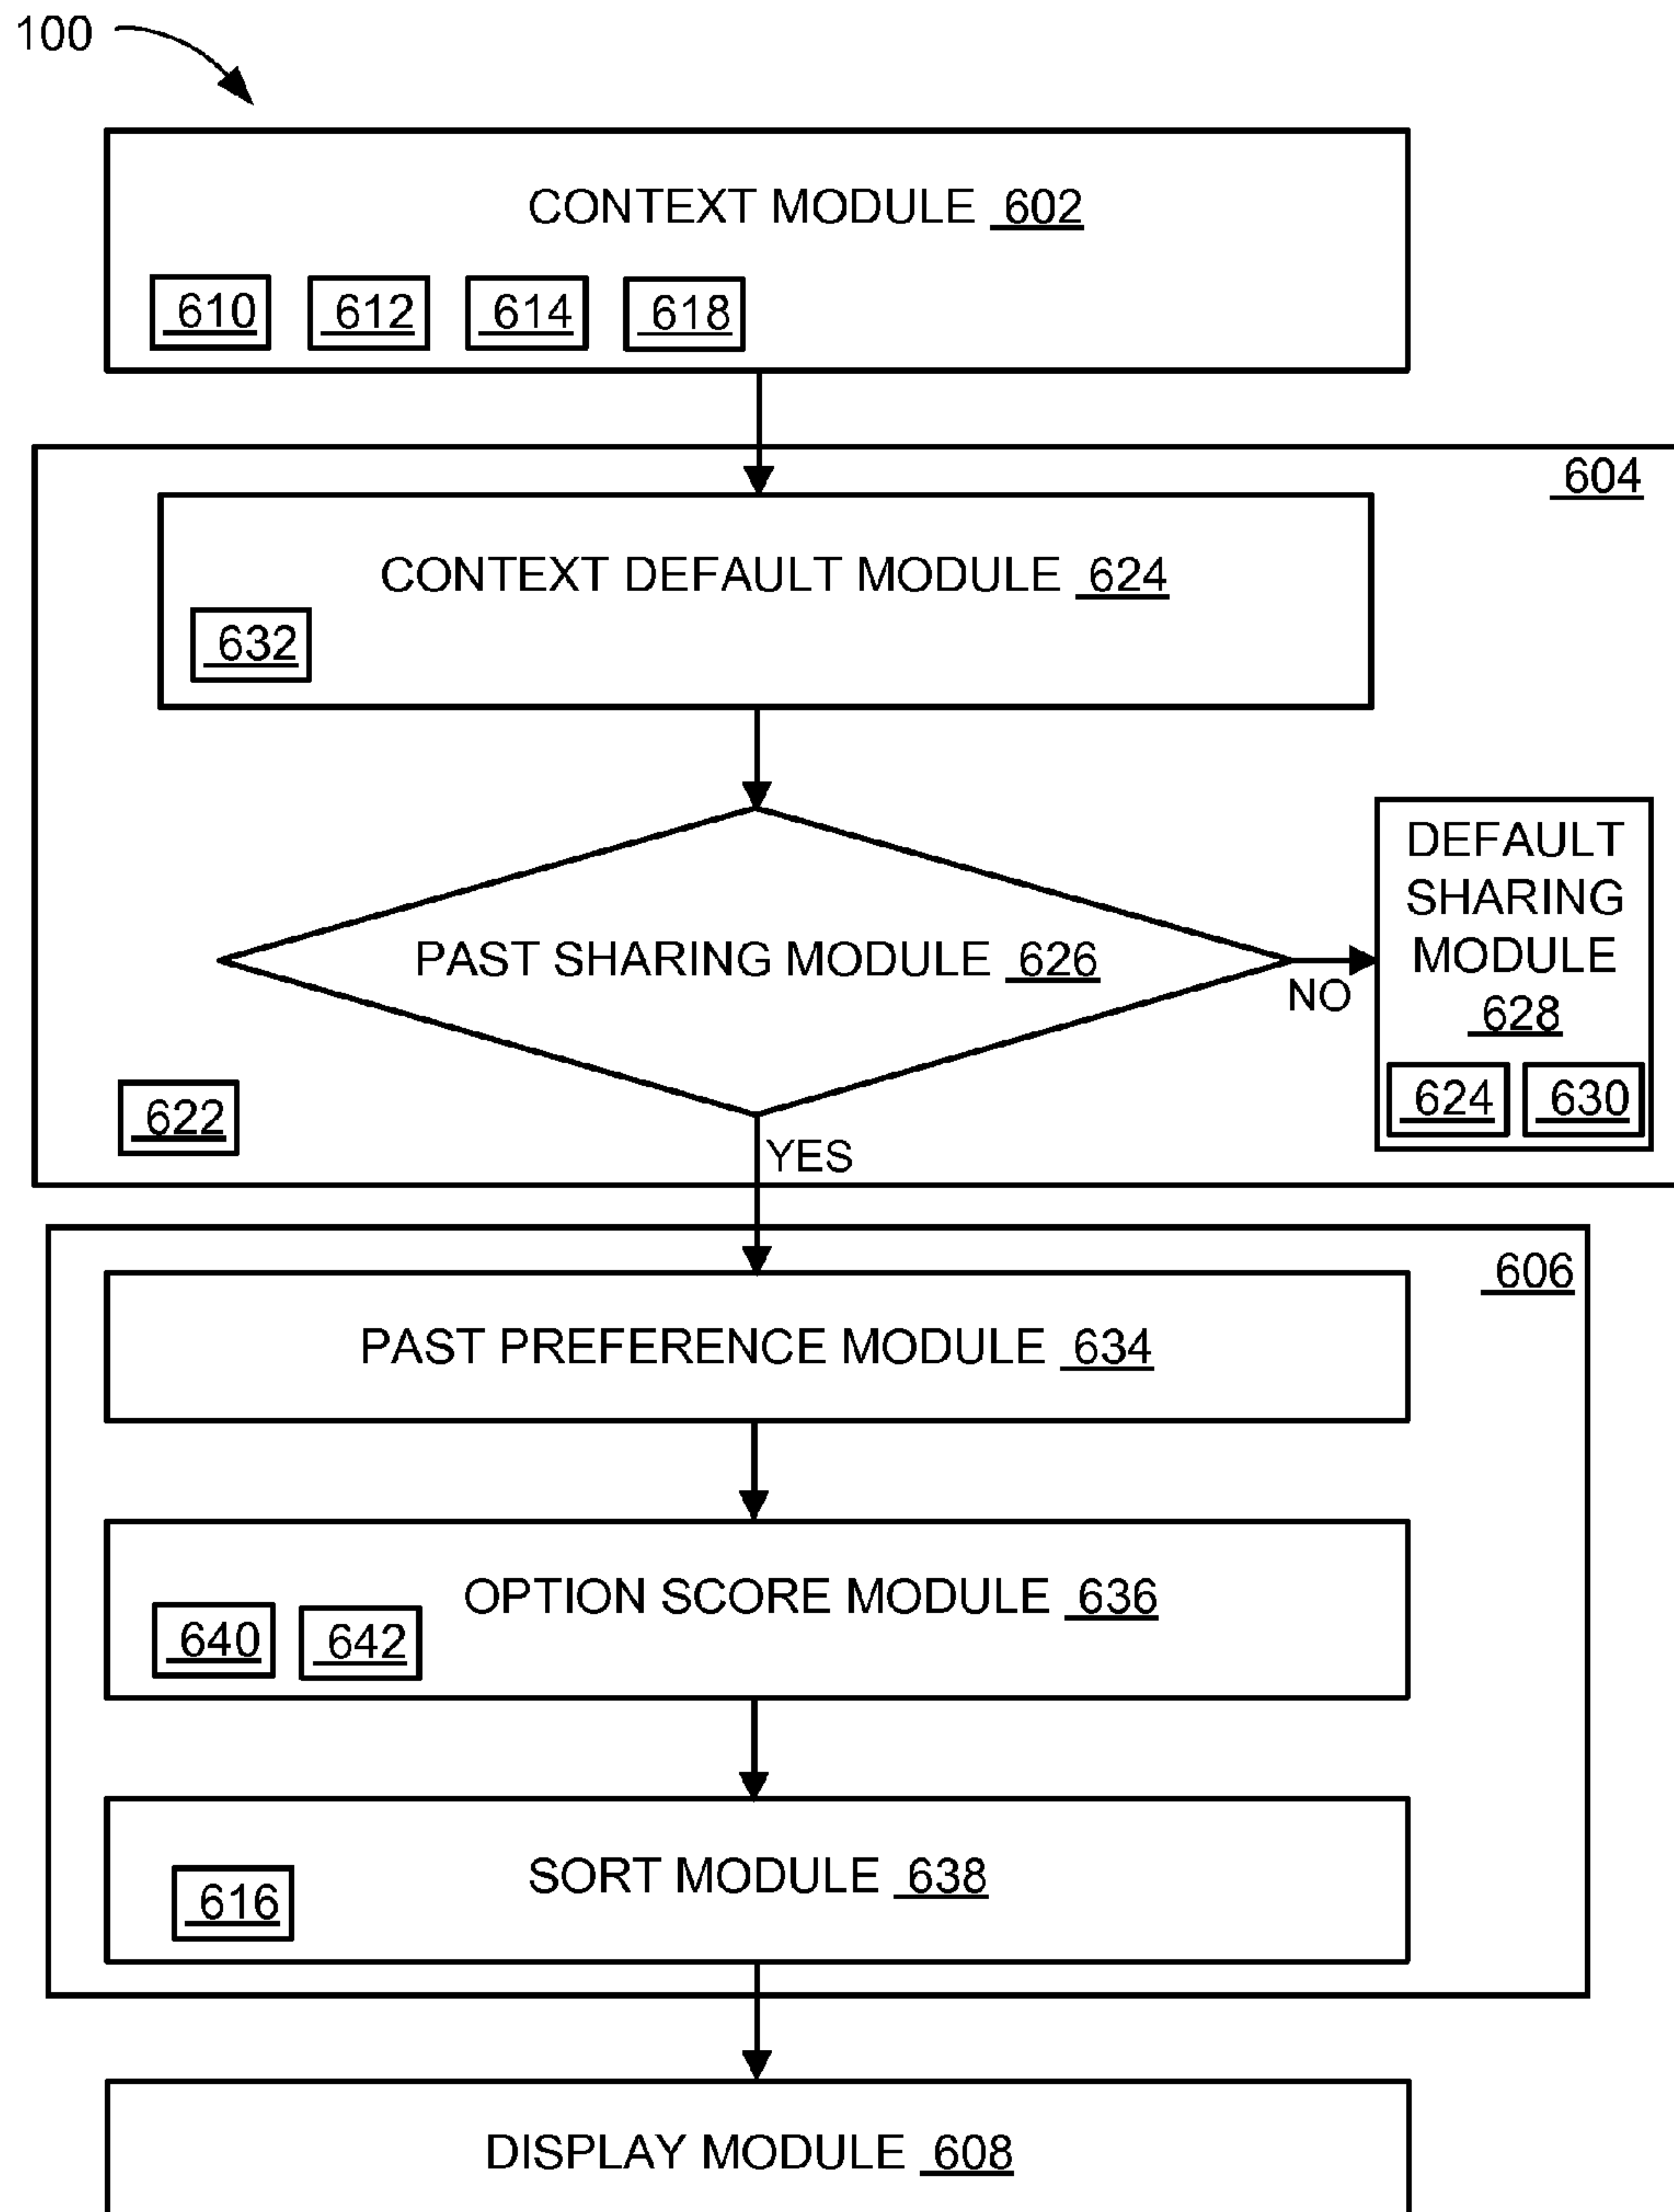 100
CONTEXT MODULE 602
610 612 614 618
604
CONTEXT DEFAULT MODULE 624
632
PAST SHARING MODULE 626
NO
DEFAULT
SHARING
MODULE
628
624 630
622
YES
606
PAST PREFERENCE MODULE 634
OPTION SCORE MODULE 636
640 642
SORT MODULE 638
616
DISPLAY MODULE 608